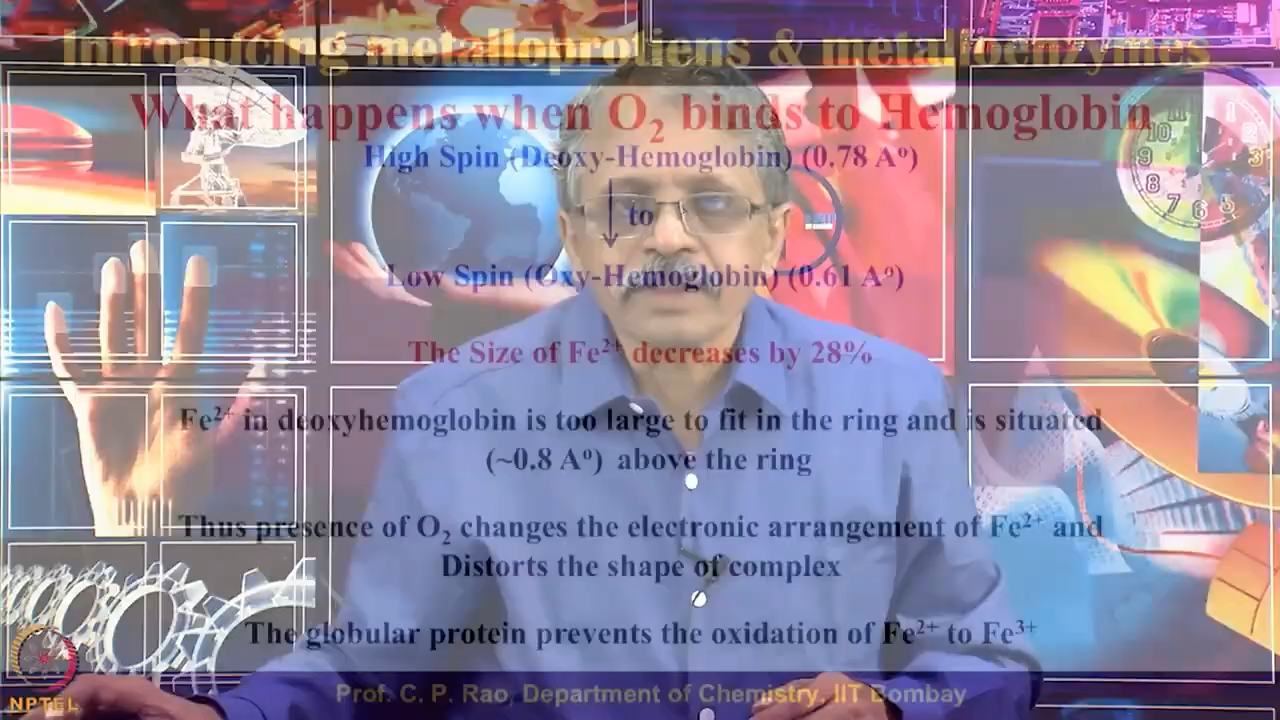 Introducing metalloprotiens & metalloenzymes
What happens when O₂ binds to Hemoglobin
High Spin (Deoxy-Hemoglobin) (0.78 Aº)
to
Low Spin (Oxy-Hemoglobin) (0.61 Aº)
The Size of Fe²⁺ decreases by 28%
Fe²⁺ in deoxyhemoglobin is too large to fit in the ring and is situated
(~0.8 Aº) above the ring
Thus presence of O₂ changes the electronic arrangement of Fe²⁺ and
Distorts the shape of complex
The globular protein prevents the oxidation of Fe²⁺ to Fe³⁺
Prof. C. P. Rao, Department of Chemistry, IIT Bombay
NPTEL